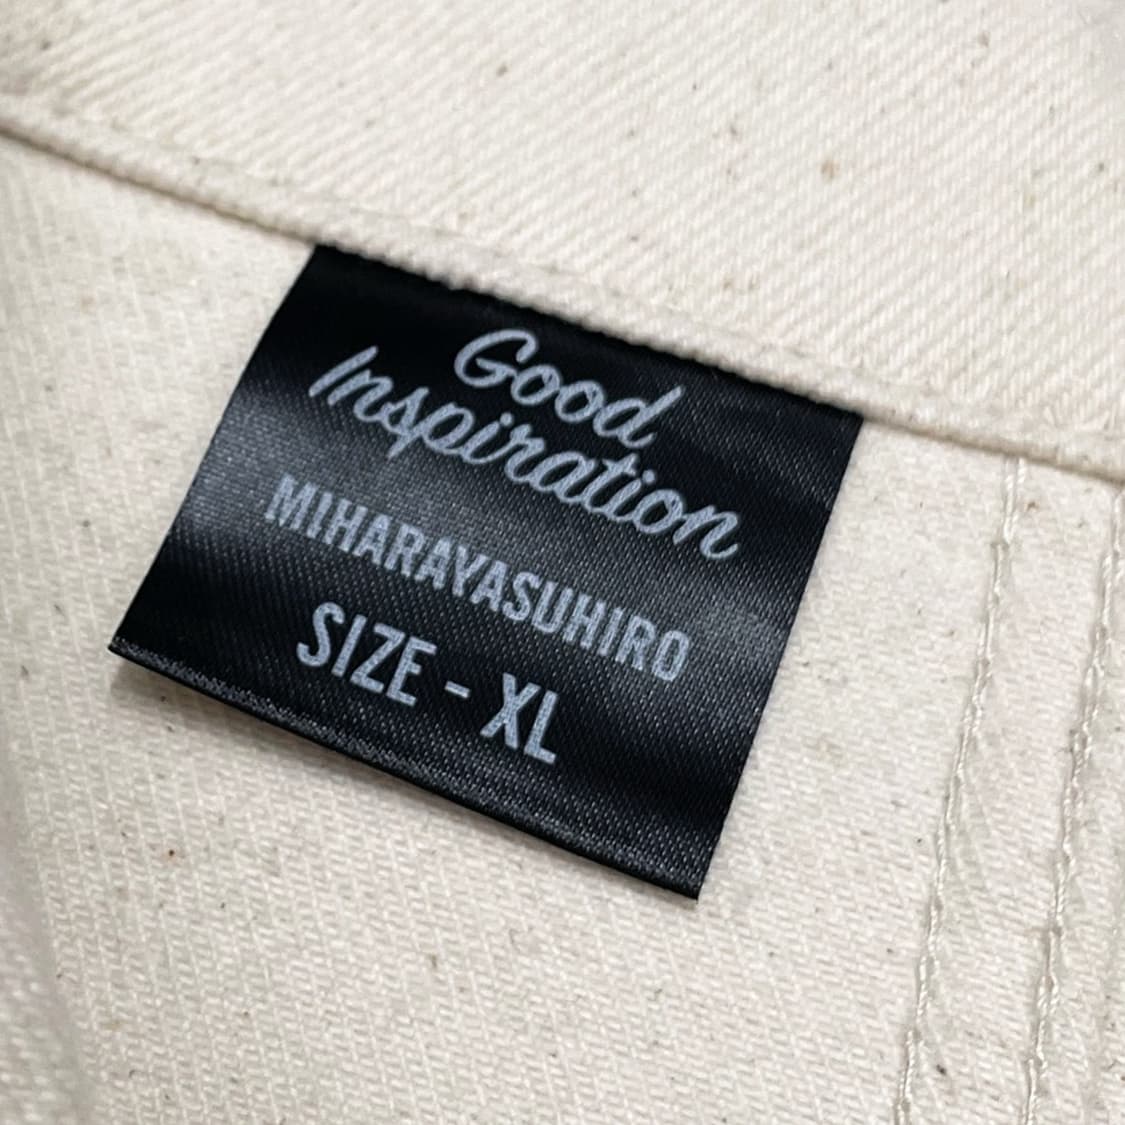 Good
Inspiration
MIHARAYASUHIRO
SIZE - XL